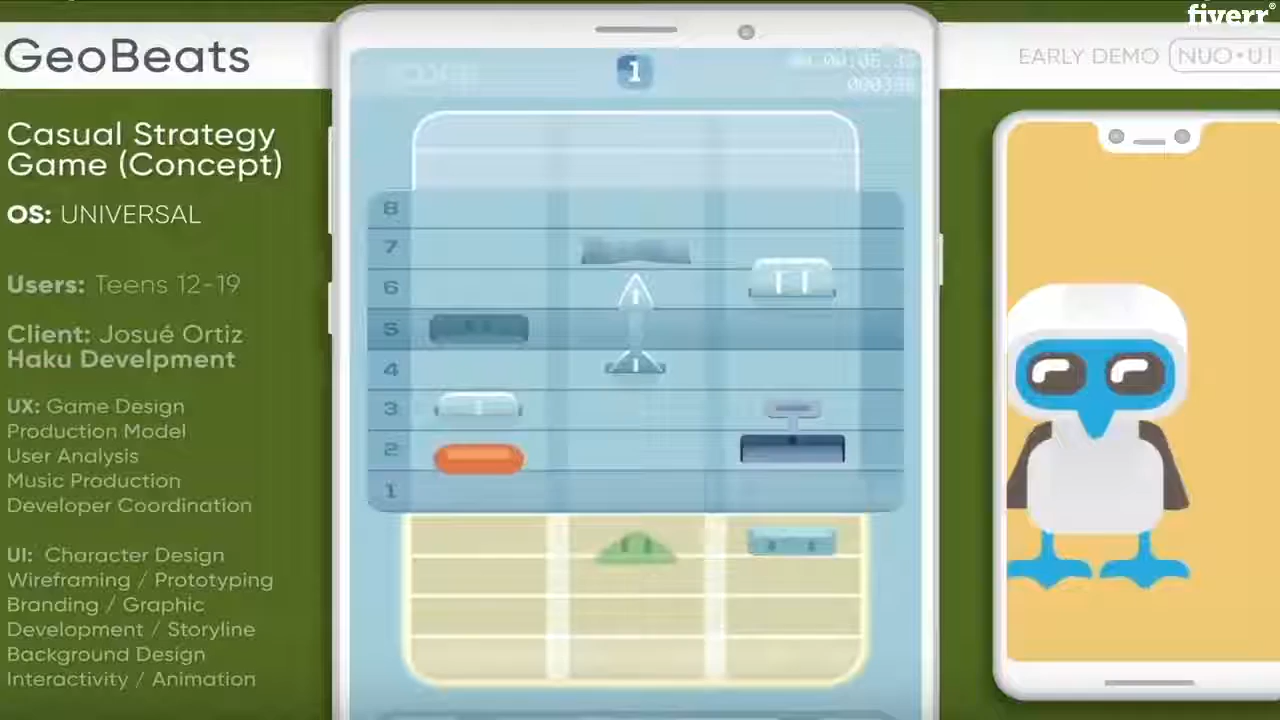 fiverr®
GeoBeats
EARLY DEMO NUO•UI
1
000338
Casual Strategy
Game (Concept)
OS: UNIVERSAL
Users: Teens 12-19
Client: Josué Ortiz
Haku Develpment
UX: Game Design
Production Model
User Analysis
Music Production
Developer Coordination
UI: Character Design
Wireframing / Prototyping
Branding / Graphic
Development / Storyline
Background Design
Interactivity / Animation
8
7
6
5
4
3
2
1